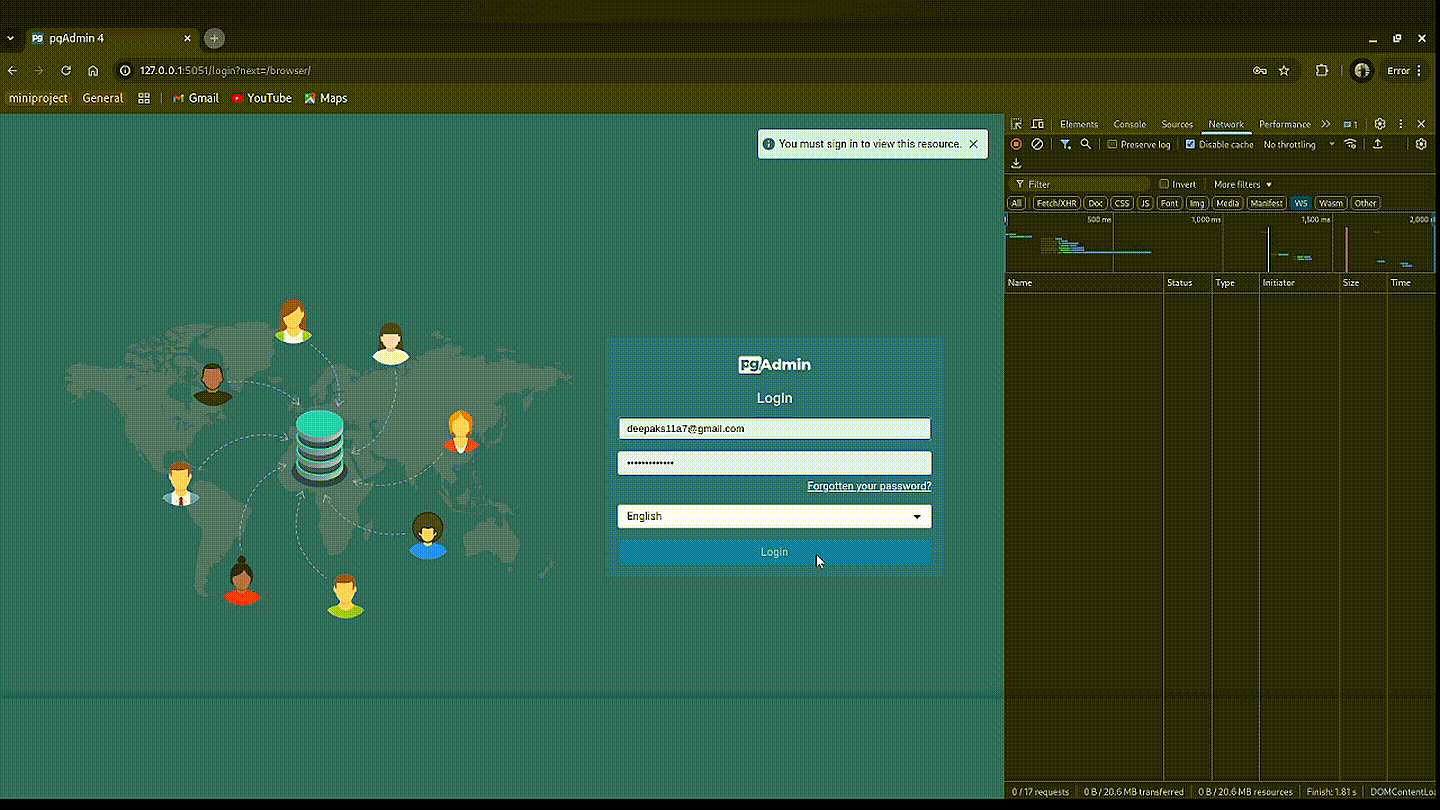 pgAdmin 4
127.0.0.1:5051/login?next=/browser/
Error
miniproject General Gmail YouTube Maps
You must sign in to view this resource.
Elements Console Sources Network Performance 1
Preserve log Disable cache No throttling
Filter Invert More filters
All Fetch/XHR Doc CSS JS Font Img Media Manifest WS Wasm Other
500 ms 1,000 ms 1,500 ms 2,000
Name Status Type Initiator Size Time
pgAdmin
Login
deepaks11a7@gmail.com
•••••••••••••
Forgotten your password?
English
Login
0 / 17 requests 0 B / 20.6 MB transferred 0 B / 20.6 MB resources Finish: 1.81 s DOMContentLoa